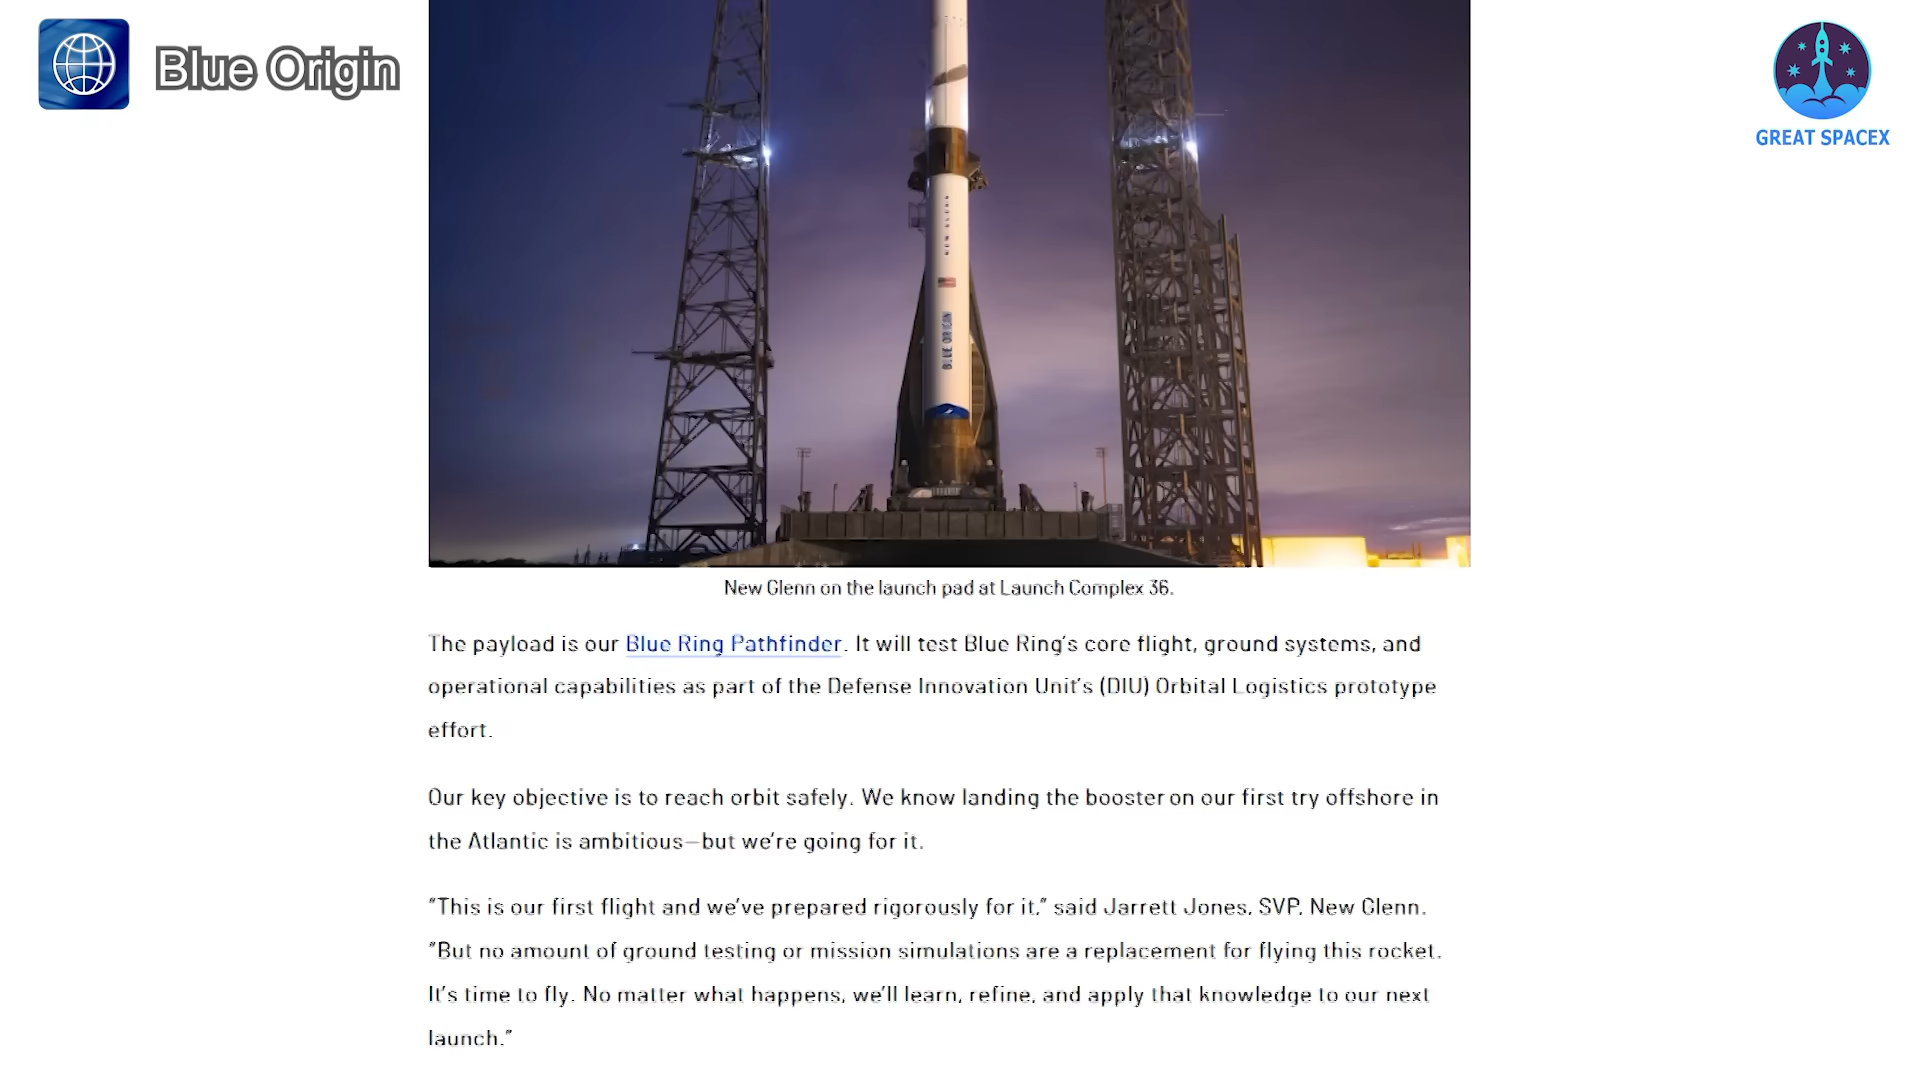 Blue Origin
GREAT SPACEX
NEW GLENN
BLUE ORIGIN
New Glenn on the launch pad at Launch Complex 36.
The payload is our Blue Ring Pathfinder. It will test Blue Ring's core flight, ground systems, and
operational capabilities as part of the Defense Innovation Unit's (DIU) Orbital Logistics prototype
effort.
Our key objective is to reach orbit safely. We know landing the booster on our first try offshore in
the Atlantic is ambitious—but we're going for it.
"This is our first flight and we've prepared rigorously for it," said Jarrett Jones, SVP, New Glenn.
"But no amount of ground testing or mission simulations are a replacement for flying this rocket.
It's time to fly. No matter what happens, we'll learn, refine, and apply that knowledge to our next
launch."